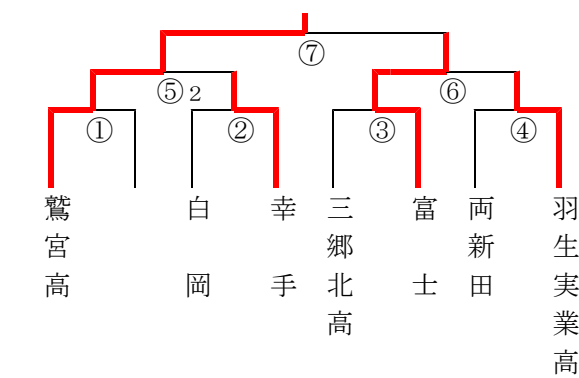 ⑦
⑤2
⑥
①
②
③
④
鷲宮高
白岡
幸手
三郷北高
富士
両新田
羽生実業高